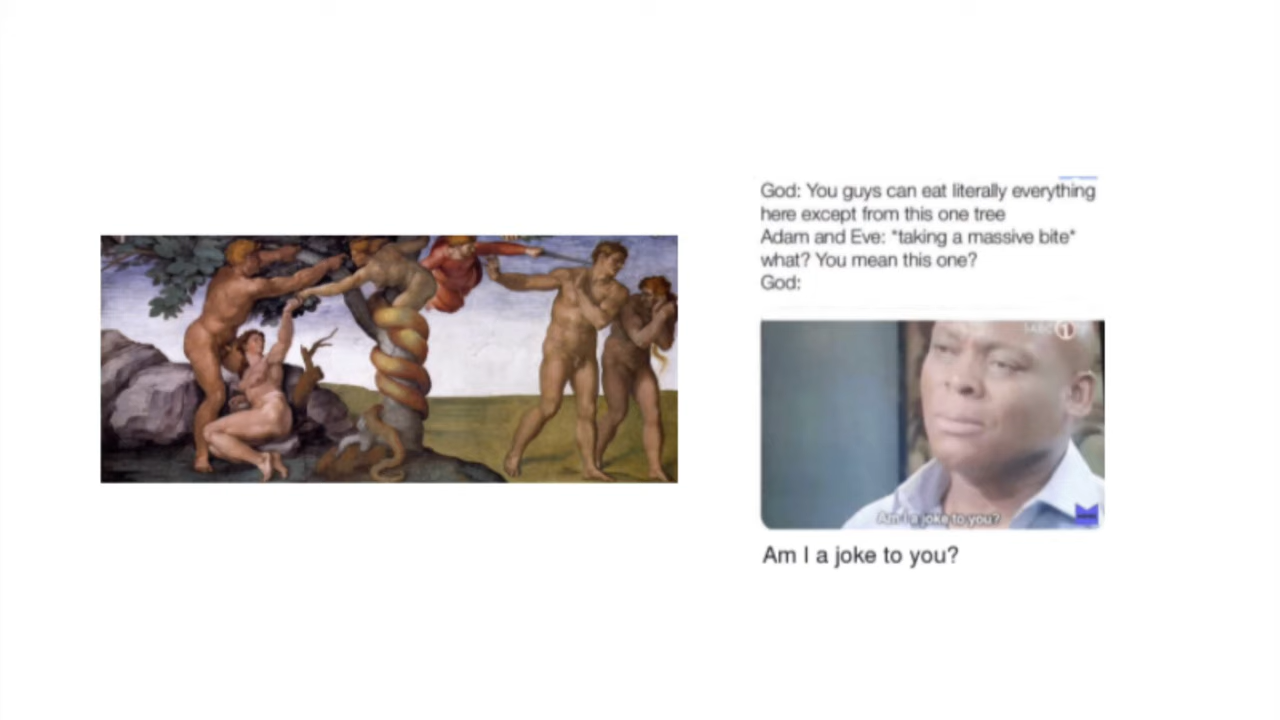 God: You guys can eat literally everything
here except from this one tree
Adam and Eve: *taking a massive bite*
what? You mean this one?
God:
1
Am I a joke to you?
Am I a joke to you?